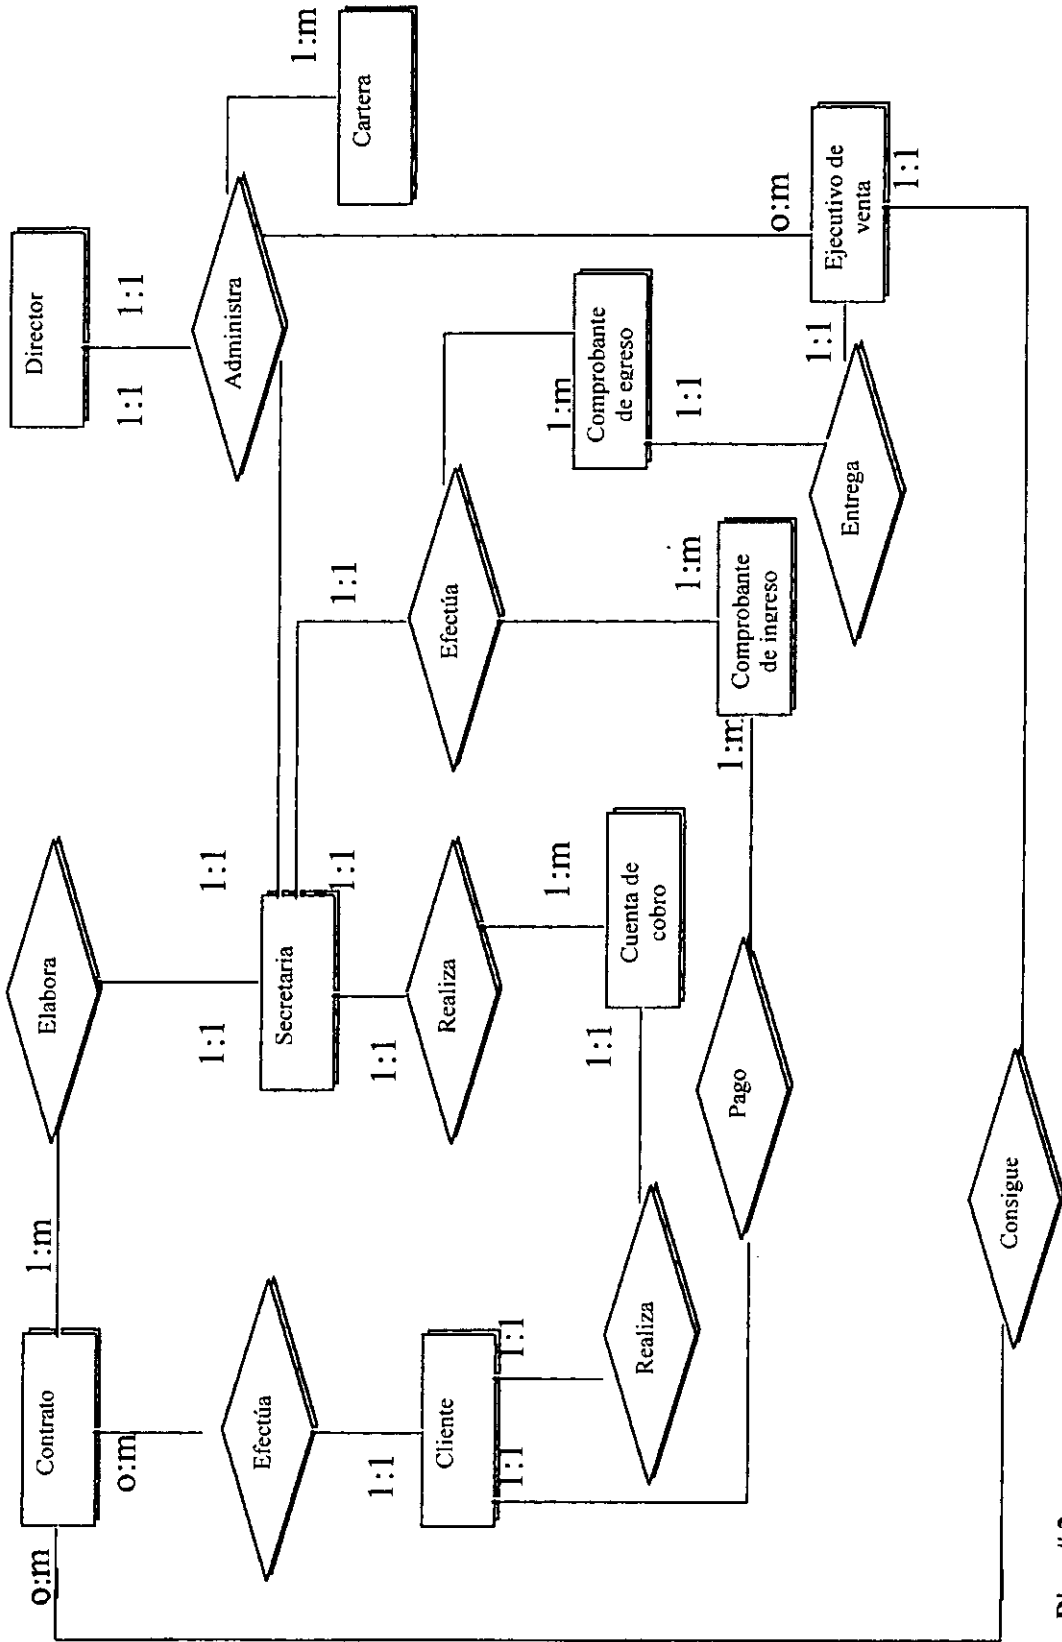 o:m
Contrato
1:m
Elabora
Director
o:m
1:1
1:1
1:1
1:1
Administra
Efectúa
Secretaria
1:m
1:1
1:1
Cartera
1:1
1:1
Cliente
Realiza
Efectúa
1:1
1:1
1:m
1:m
1:1
Cuenta de
cobro
Comprobante
de egreso
Realiza
1:m
1:1
Pago
1:m
Comprobante
de ingreso
o:m
1:1
Entrega
Ejecutivo de
venta
1:1
Consigue